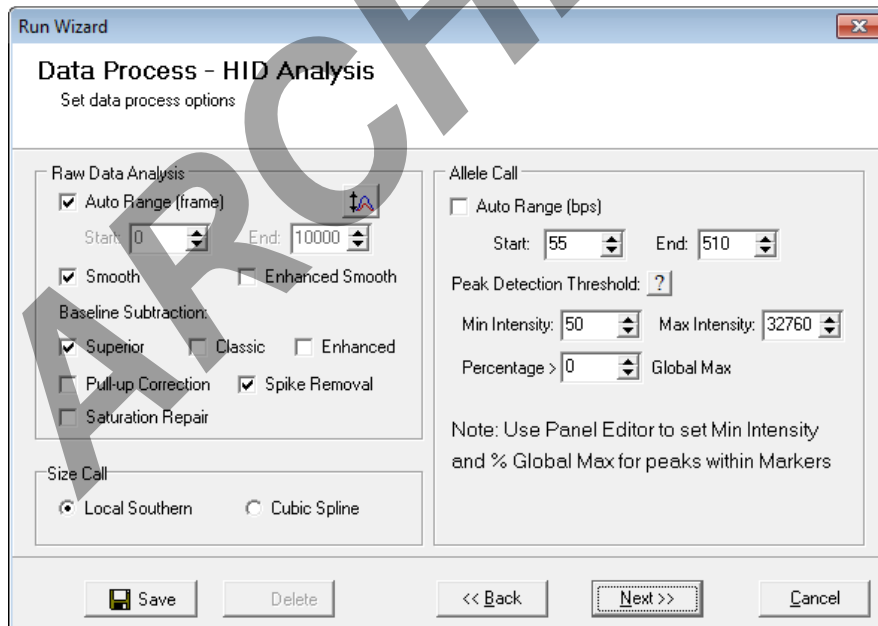 Run Wizard
Data Process - HID Analysis
Set data process options
Raw Data Analysis
Auto Range (frame)
Start: 0 End: 10000
Smooth Enhanced Smooth
Baseline Subtraction:
Superior Classic Enhanced
Pull-up Correction Spike Removal
Saturation Repair
Size Call
Local Southern Cubic Spline
Allele Call
Auto Range (bps)
Start: 55 End: 510
Peak Detection Threshold: ?
Min Intensity: 50 Max Intensity: 32760
Percentage > 0 Global Max
Note: Use Panel Editor to set Min Intensity
and % Global Max for peaks within Markers
Save Delete << Back Next >> Cancel
ARCH